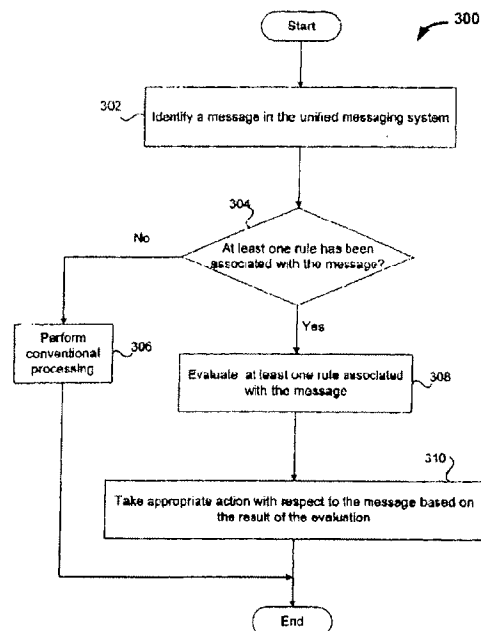 300
Start
302
Identify a message in the unified messaging system
304
At least one rule has been
associated with the message?
No
Yes
Perform
conventional
processing
306
Evaluate at least one rule associated
with the message
308
310
Take appropriate action with respect to the message based on
the result of the evaluation
End